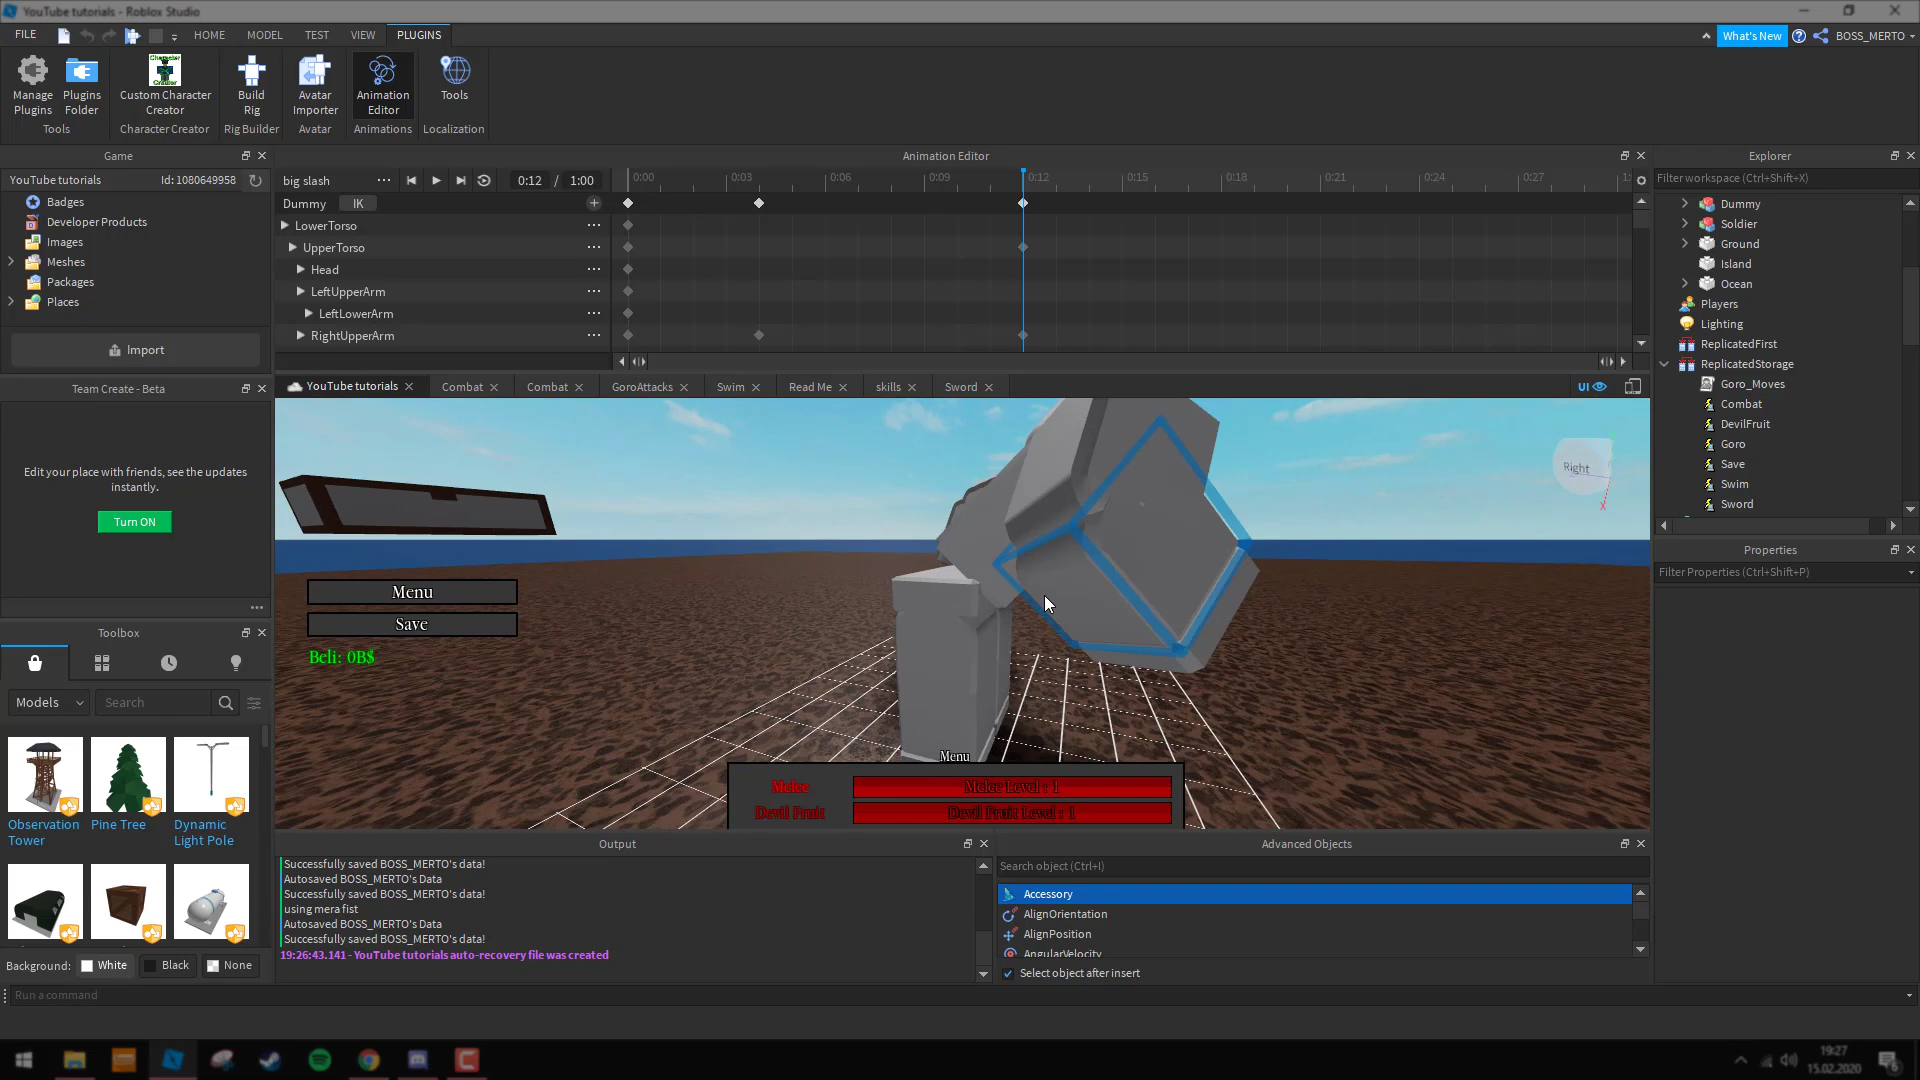 YouTube tutorials - Roblox Studio
FILE HOME MODEL TEST VIEW PLUGINS What's New BOSS_MERTO
Manage Plugins
Plugins Folder
Custom Character Creator
Build Rig
Avatar Importer
Animation Editor
Tools
Tools Character Creator Rig Builder Avatar Animations Localization
Game
YouTube tutorials Id: 1080649958
Badges
Developer Products
Images
Meshes
Packages
Places
Import
Team Create - Beta
Edit your place with friends, see the updates
instantly.
Turn ON
Toolbox
Models Search
Observation Tower
Pine Tree
Dynamic Light Pole
Background: White Black None
Run a command
Animation Editor
big slash 0:12 / 1:00
0:00 0:03 0:06 0:09 0:12 0:15 0:18 0:21 0:24 0:27
Dummy IK
LowerTorso
UpperTorso
Head
LeftUpperArm
LeftLowerArm
RightUpperArm
YouTube tutorials Combat Combat GoroAttacks Swim Read Me skills Sword UI
Right
X
Menu
Save
Beli: 0B$
Menu
Melee Melee Level : 1
Devil Fruit Devil Fruit Level : 1
Output
Successfully saved BOSS_MERTO's data!
Autosaved BOSS_MERTO's Data
Successfully saved BOSS_MERTO's data!
using mera fist
Autosaved BOSS_MERTO's Data
Successfully saved BOSS_MERTO's data!
19:26:43.141 - YouTube tutorials auto-recovery file was created
Advanced Objects
Search object (Ctrl+I)
Accessory
AlignOrientation
AlignPosition
AngularVelocity
Select object after insert
Explorer
Filter workspace (Ctrl+Shift+X)
Dummy
Soldier
Ground
Island
Ocean
Players
Lighting
ReplicatedFirst
ReplicatedStorage
Goro_Moves
Combat
DevilFruit
Goro
Save
Swim
Sword
Properties
Filter Properties (Ctrl+Shift+P)
19:27
15.02.2020